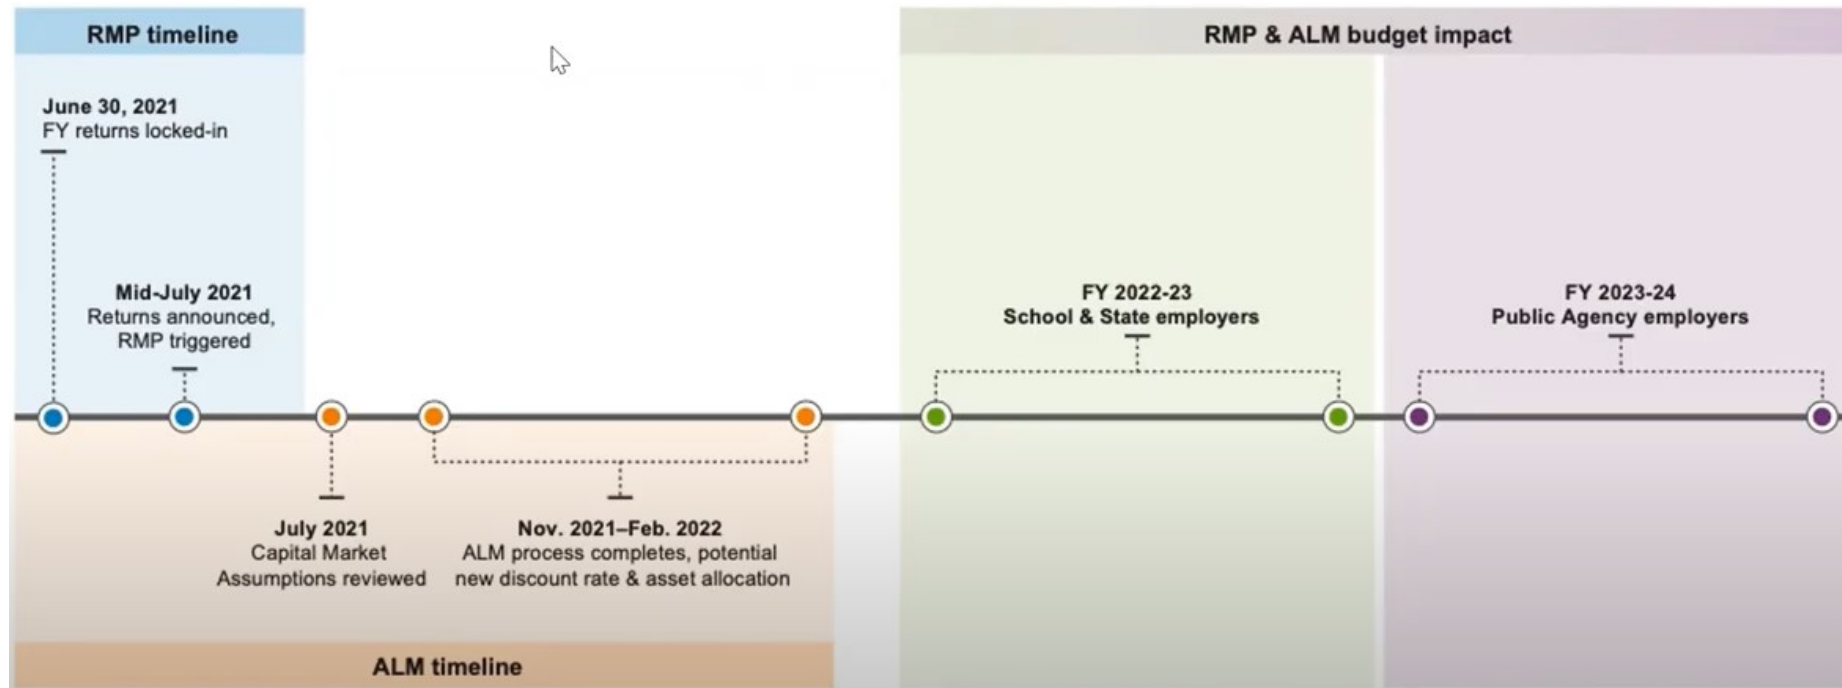 RMP timeline
RMP & ALM budget impact
June 30, 2021
FY returns locked-in
Mid-July 2021
Returns announced,
RMP triggered
FY 2022-23
School & State employers
FY 2023-24
Public Agency employers
July 2021
Capital Market
Assumptions reviewed
Nov. 2021–Feb. 2022
ALM process completes, potential
new discount rate & asset allocation
ALM timeline